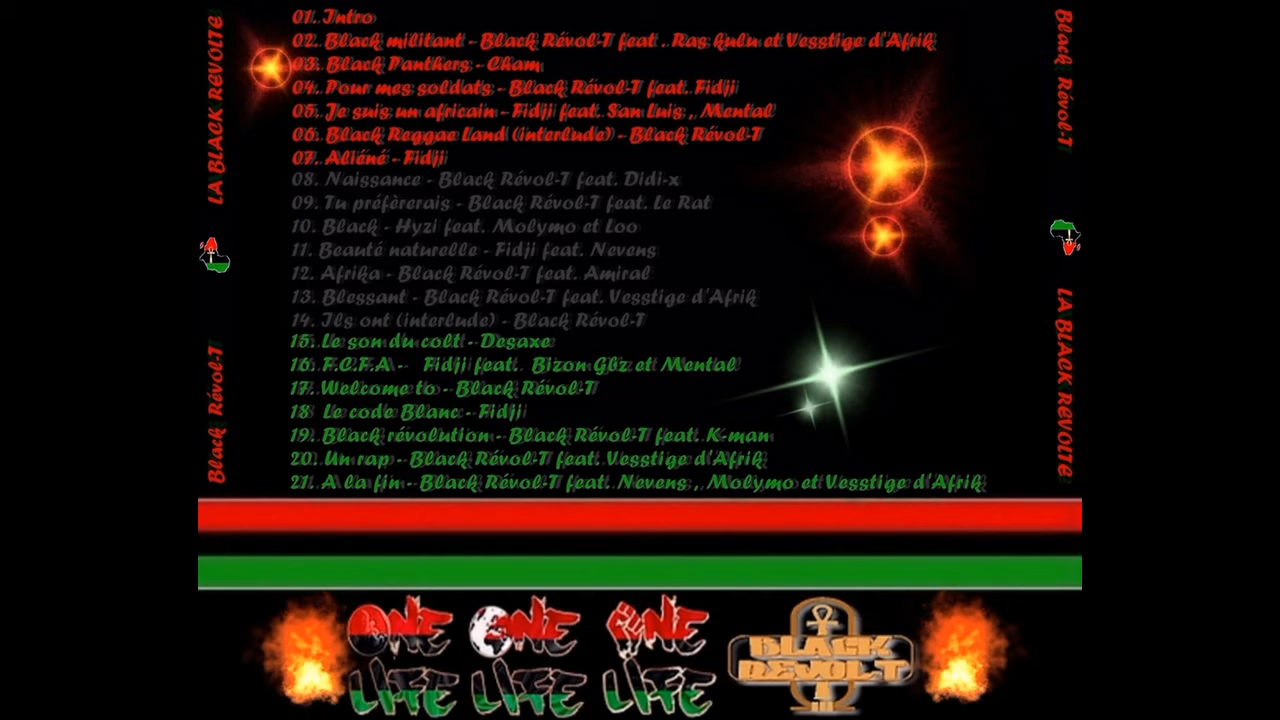 01. Intro
02. Black militant - Black Révol-T feat . Ras kulu et Vesstige d'Afrik
03. Black Panthers - Cham
04. Pour mes soldats - Black Révol-T feat. Fidji
05. Je suis un africain - Fidji feat. San Luis , Mental
06. Black Reggae Land (interlude) - Black Révol-T
07. Aliéné - Fidji
08. Naissance - Black Révol-T feat. Didi-x
09. Tu préfèrerais - Black Révol-T feat. Le Rat
10. Black - Hyzi feat. Molymo et Loo
11. Beauté naturelle - Fidji feat. Nevens
12. Afrika - Black Révol-T feat. Amiral
13. Blessant - Black Révol-T feat. Vesstige d'Afrik
14. Ils ont (interlude) - Black Révol-T
15. Le son du colt - Desaxe
16. F.C.F.A - Fidji feat. Bizon Gbz et Mental
17. Welcome to - Black Révol-T
18 Le code Blanc - Fidji
19. Black révolution - Black Révol-T feat. K-man
20. Un rap - Black Révol-T feat. Vesstige d'Afrik
21. A la fin - Black Révol-T feat. Nevens , Molymo et Vesstige d'Afrik
LA BLACK REVOLTE
Black Révol-T
Black Révol-T
LA BLACK REVOLTE
ONE LIFE
ONE LIFE
ONE LIFE
BLACK
REVOL.T